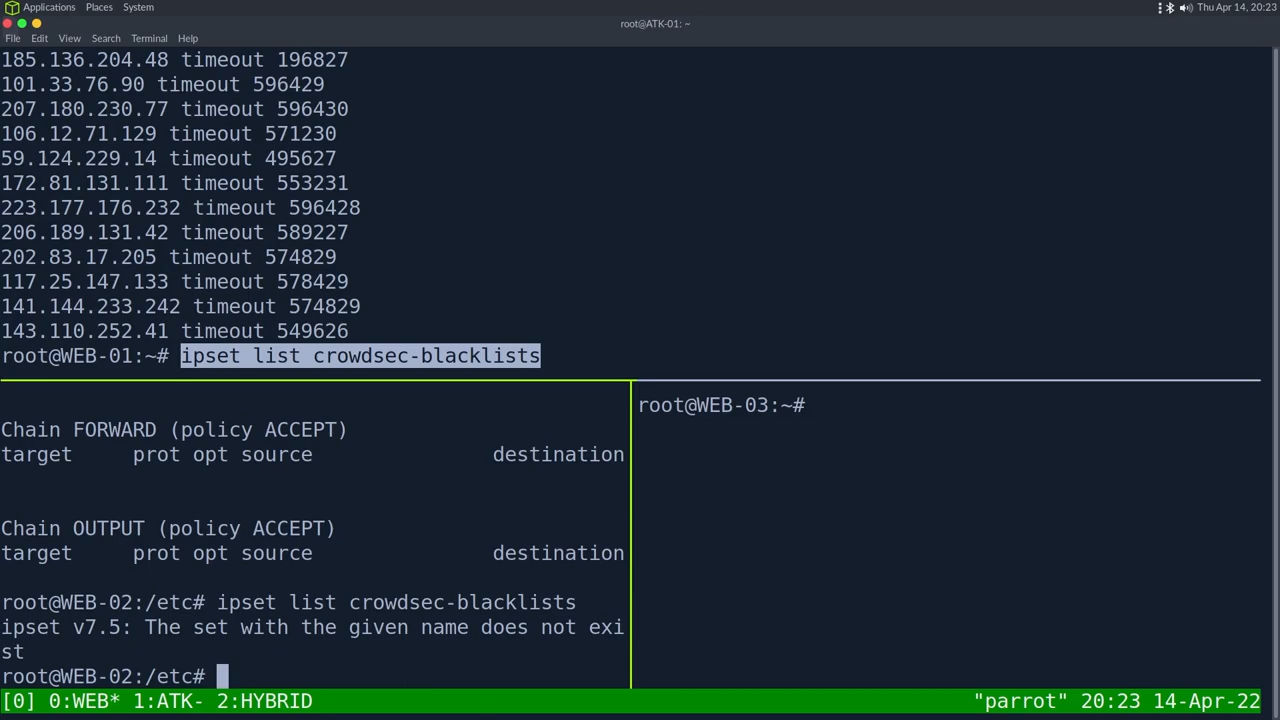 Applications Places System
Thu Apr 14, 20:23
root@ATK-01: ~
File Edit View Search Terminal Help
185.136.204.48 timeout 196827
101.33.76.90 timeout 596429
207.180.230.77 timeout 596430
106.12.71.129 timeout 571230
59.124.229.14 timeout 495627
172.81.131.111 timeout 553231
223.177.176.232 timeout 596428
206.189.131.42 timeout 589227
202.83.17.205 timeout 574829
117.25.147.133 timeout 578429
141.144.233.242 timeout 574829
143.110.252.41 timeout 549626
root@WEB-01:~# ipset list crowdsec-blacklists
Chain FORWARD (policy ACCEPT)
target prot opt source destination
Chain OUTPUT (policy ACCEPT)
target prot opt source destination
root@WEB-02:/etc# ipset list crowdsec-blacklists
ipset v7.5: The set with the given name does not exi
st
root@WEB-02:/etc#
root@WEB-03:~#
[0] 0:WEB* 1:ATK- 2:HYBRID "parrot" 20:23 14-Apr-22